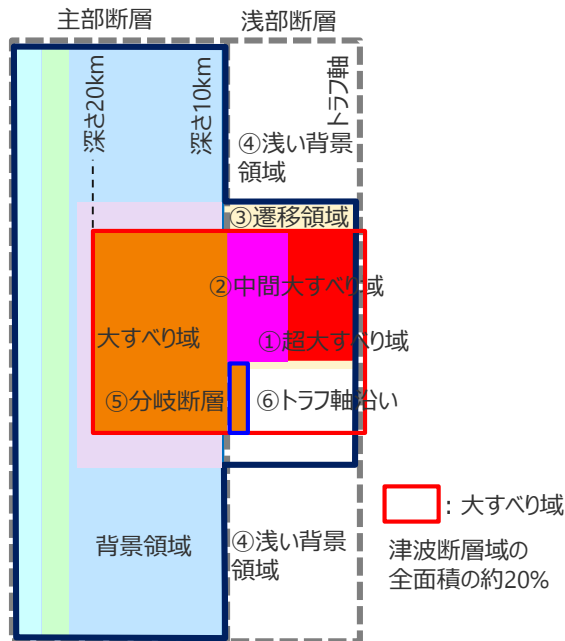 主部断層
浅部断層
深さ20km
深さ10km
トラフ軸
④浅い背景
領域
③遷移領域
②中間大すべり域
①超大すべり域
大すべり域
⑤分岐断層
⑥トラフ軸沿い
背景領域
④浅い背景
領域
：大すべり域
津波断層域の
全面積の約20%